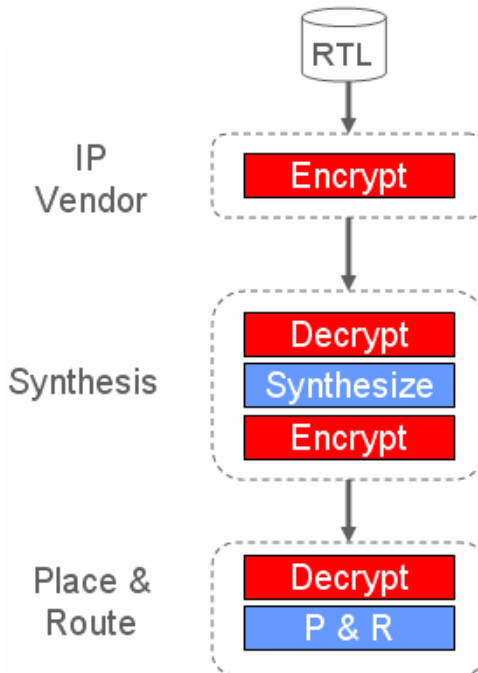 RTL
IP
Vendor
Encrypt
Synthesis
Decrypt
Synthesize
Encrypt
Place &
Route
Decrypt
P & R